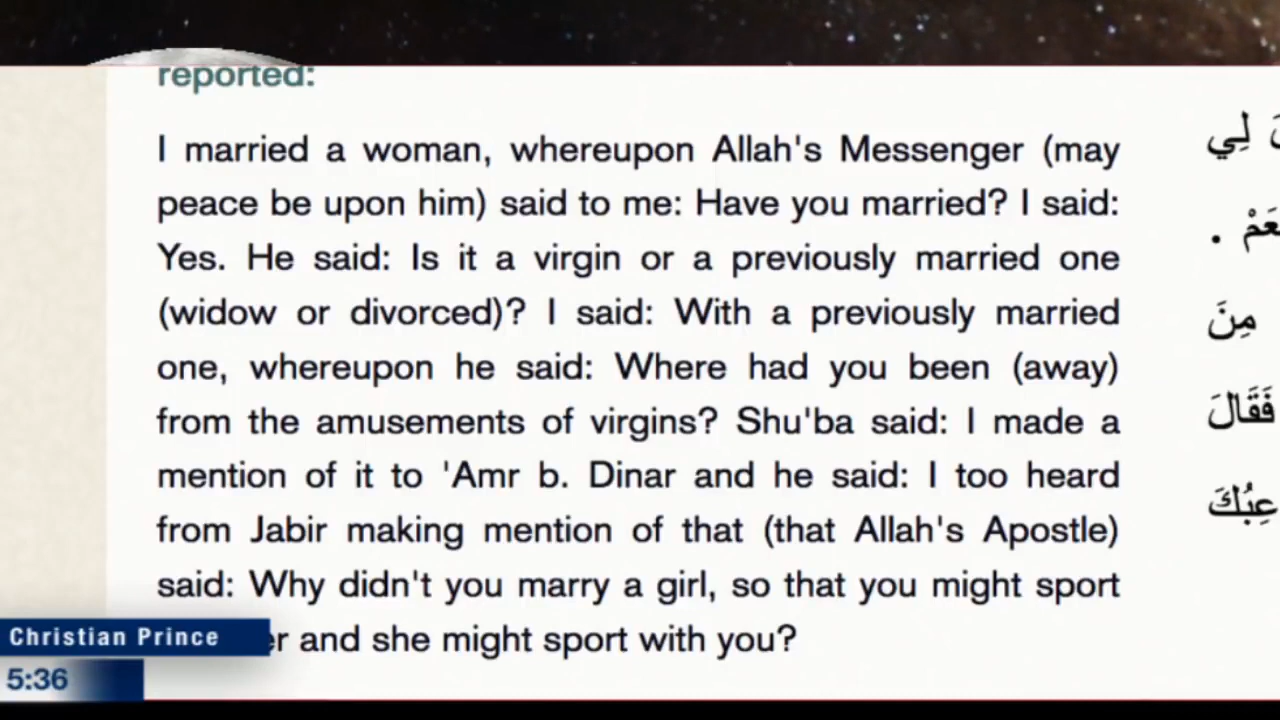 reported:
I married a woman, whereupon Allah's Messenger (may
peace be upon him) said to me: Have you married? I said:
Yes. He said: Is it a virgin or a previously married one
(widow or divorced)? I said: With a previously married
one, whereupon he said: Where had you been (away)
from the amusements of virgins? Shu'ba said: I made a
mention of it to 'Amr b. Dinar and he said: I too heard
from Jabir making mention of that (that Allah's Apostle)
said: Why didn't you marry a girl, so that you might sport
and she might sport with you?
لِي
.
مِنَ
فَقَالَ
Christian Prince
5:36